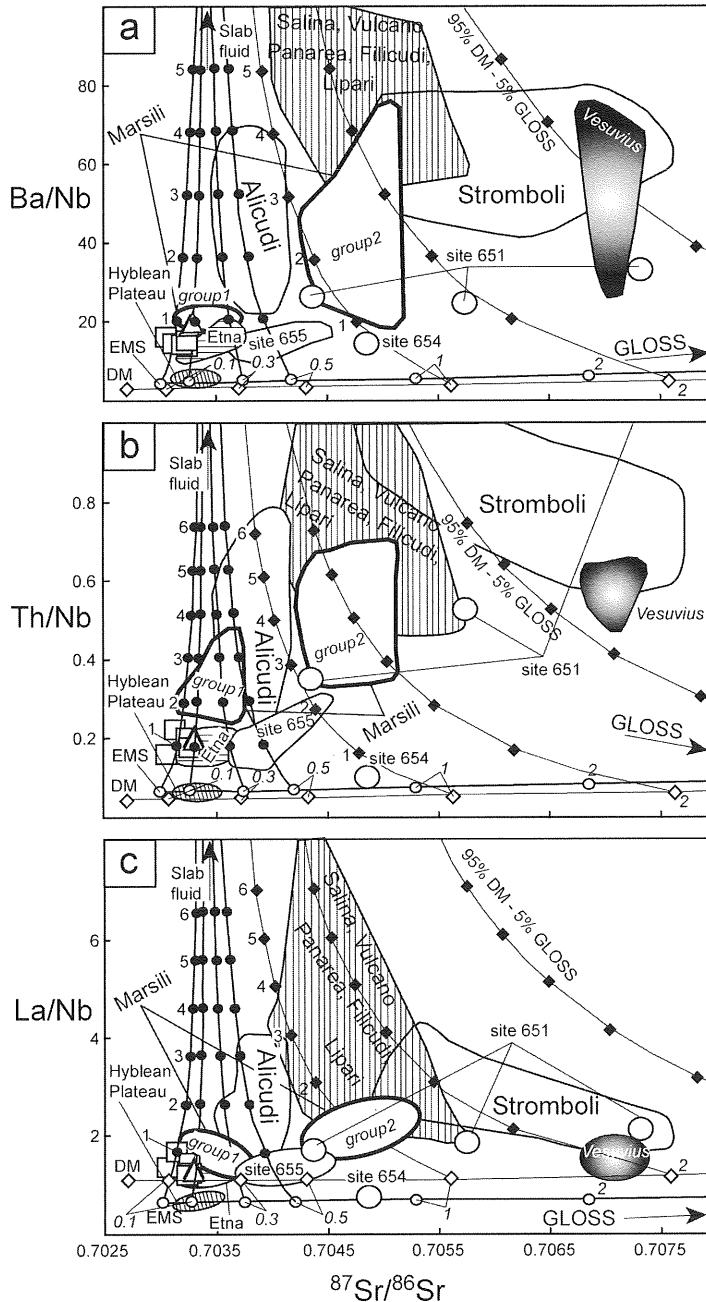 a
Slab
fluid
Salina, Vulcano
Panarea, Filicudi,
Lipari
95% DM - 5% GLOSS
80
5
5
Marsili
4
4
Vesuvius
60
Ba/Nb
Alicudi
3
3
Stromboli
40
2
2
group2
site 651
Hyblean
Plateau
group1
20
1
1
EMS
Etna
site 655
site 654
GLOSS
0.1
0.3
0.5
1
2
DM
2
b
Slab
fluid
Salina, Vulcano
Panarea, Filicudi,
Lipari
Stromboli
0.8
6
6
95% DM - 5% GLOSS
0.6
5
5
Th/Nb
4
4
Vesuvius
0.4
3
3
group2
group1
Alicudi
site 651
Hyblean
Plateau
2
2
site 655
Marsili
0.2
1
Etna
1
site 654
GLOSS
EMS
0.1
0.3
0.5
1
2
DM
2
c
Slab
fluid
Salina, Vulcano
Panarea, Filicudi
Lipari
95% DM - 5% GLOSS
6
6
6
5
5
La/Nb
Marsili
4
4
4
3
3
site 651
Hyblean
Plateau
2
Alicudi
2
Stromboli
2
1
group1
group2
Vesuvius
DM
site 655
site 654
2
2
0.1
EMS
Etna
0.3
0.5
1
GLOSS
0.7025
0.7035
0.7045
0.7055
0.7065
0.7075
⁸⁷Sr/⁸⁶Sr